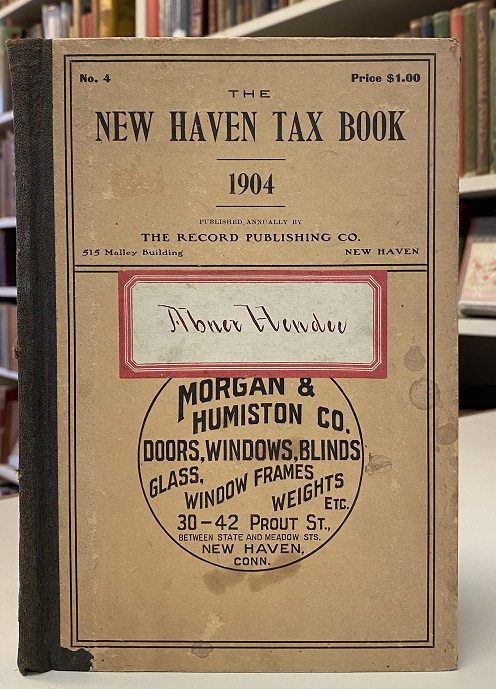 No. 4 Price $1.00
THE
NEW HAVEN TAX BOOK
1904
PUBLISHED ANNUALLY BY
THE RECORD PUBLISHING CO.
515 Malley Building NEW HAVEN
Abner Hendee
MORGAN &
HUMISTON CO.
DOORS, WINDOWS, BLINDS
GLASS, WINDOW FRAMES
WEIGHTS ETC.
30-42 PROUT ST.,
BETWEEN STATE AND MEADOW STS.
NEW HAVEN,
CONN.